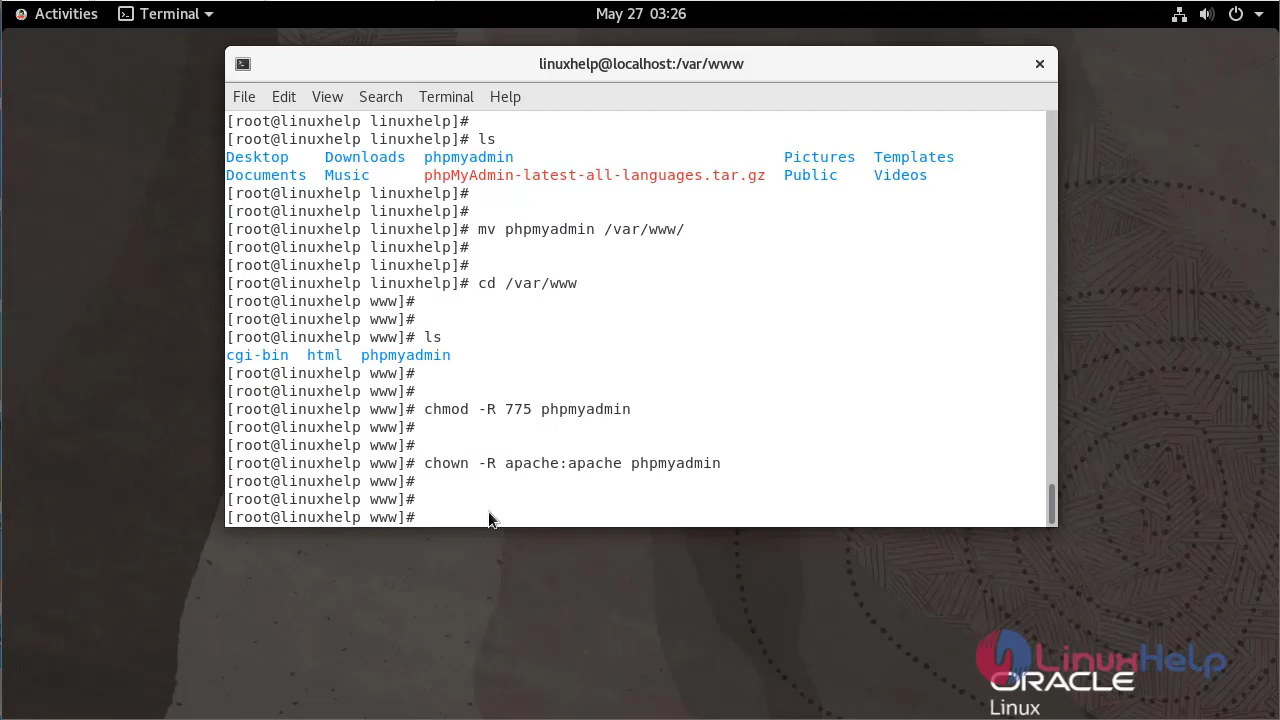 Activities Terminal May 27 03:26
linuxhelp@localhost:/var/www
File Edit View Search Terminal Help
[root@linuxhelp linuxhelp]#
[root@linuxhelp linuxhelp]# ls
Desktop Downloads phpmyadmin Pictures Templates
Documents Music phpMyAdmin-latest-all-languages.tar.gz Public Videos
[root@linuxhelp linuxhelp]#
[root@linuxhelp linuxhelp]#
[root@linuxhelp linuxhelp]# mv phpmyadmin /var/www/
[root@linuxhelp linuxhelp]#
[root@linuxhelp linuxhelp]#
[root@linuxhelp linuxhelp]# cd /var/www
[root@linuxhelp www]#
[root@linuxhelp www]#
[root@linuxhelp www]# ls
cgi-bin html phpmyadmin
[root@linuxhelp www]#
[root@linuxhelp www]#
[root@linuxhelp www]# chmod -R 775 phpmyadmin
[root@linuxhelp www]#
[root@linuxhelp www]#
[root@linuxhelp www]# chown -R apache:apache phpmyadmin
[root@linuxhelp www]#
[root@linuxhelp www]#
[root@linuxhelp www]#
LinuxHelp
ORACLE
Linux